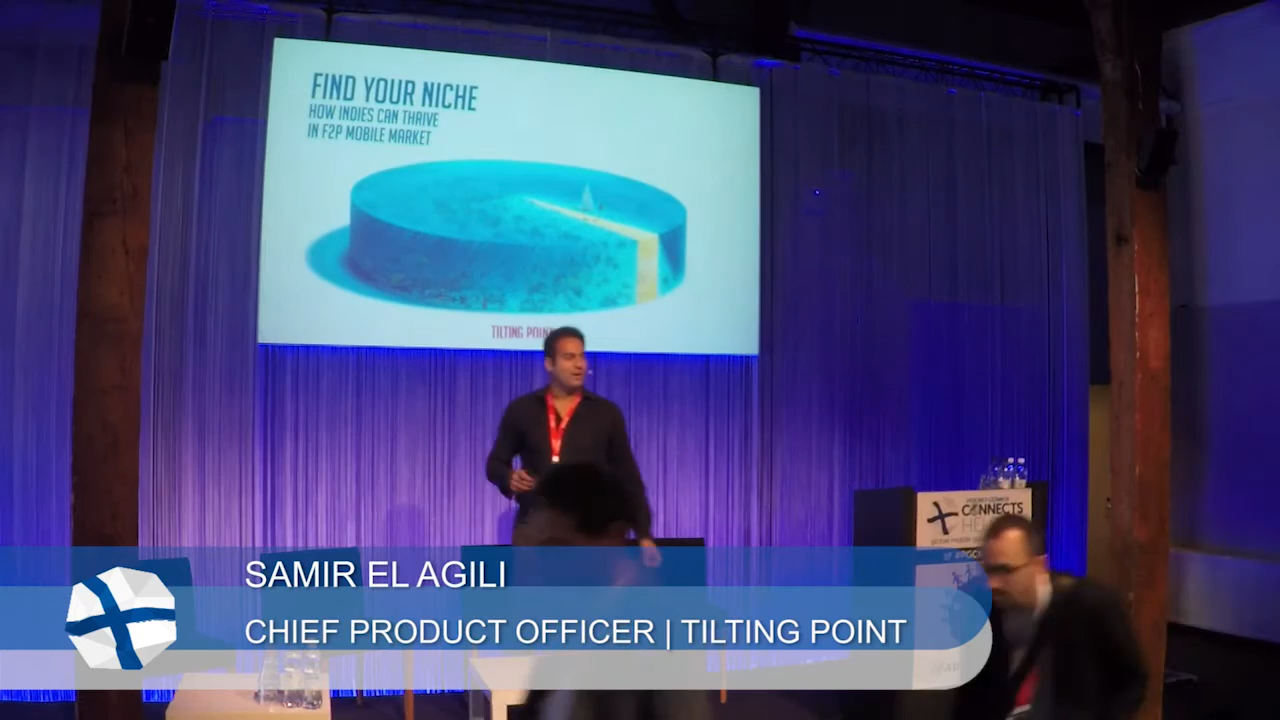 FIND YOUR NICHE
HOW INDIES CAN THRIVE
IN F2P MOBILE MARKET
TILTING POINT
CONNECTS
SAMIR EL AGILI
CHIEF PRODUCT OFFICER | TILTING POINT